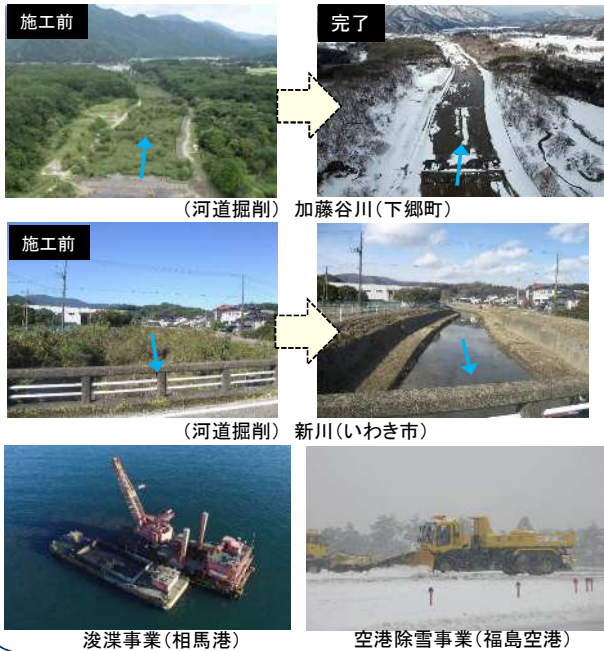 施工前
完了
(河道掘削) 加藤谷川(下郷町)
施工前
(河道掘削) 新川(いわき市)
浚渫事業(相馬港)
空港除雪事業(福島空港)